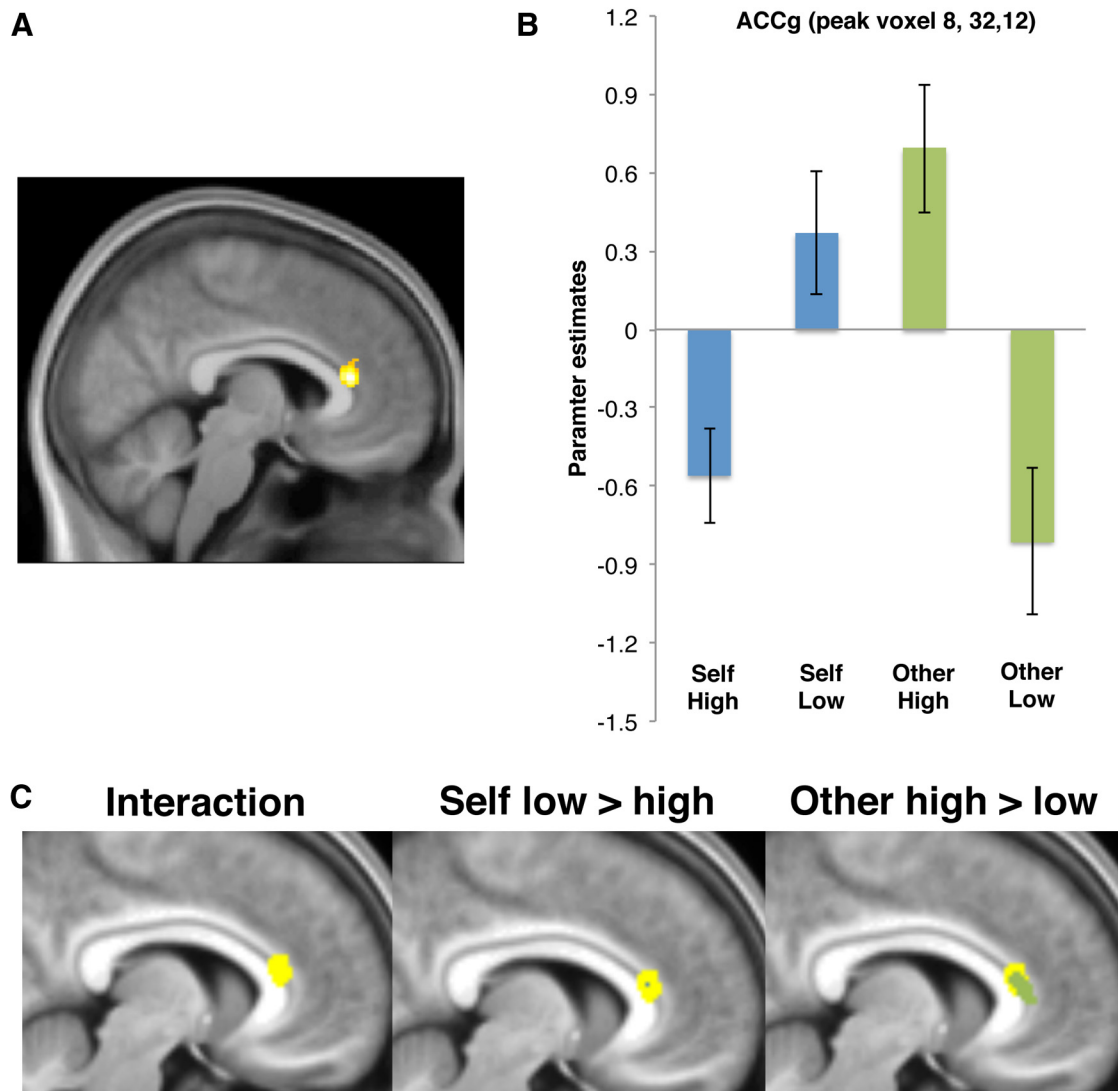 A
B
ACCg (peak voxel 8, 32,12)
1.2
0.9
0.6
0.3
0
-0.3
-0.6
-0.9
-1.2
-1.5
Paramter estimates
Self
High
Self
Low
Other
High
Other
Low
C
Interaction
Self low > high
Other high > low